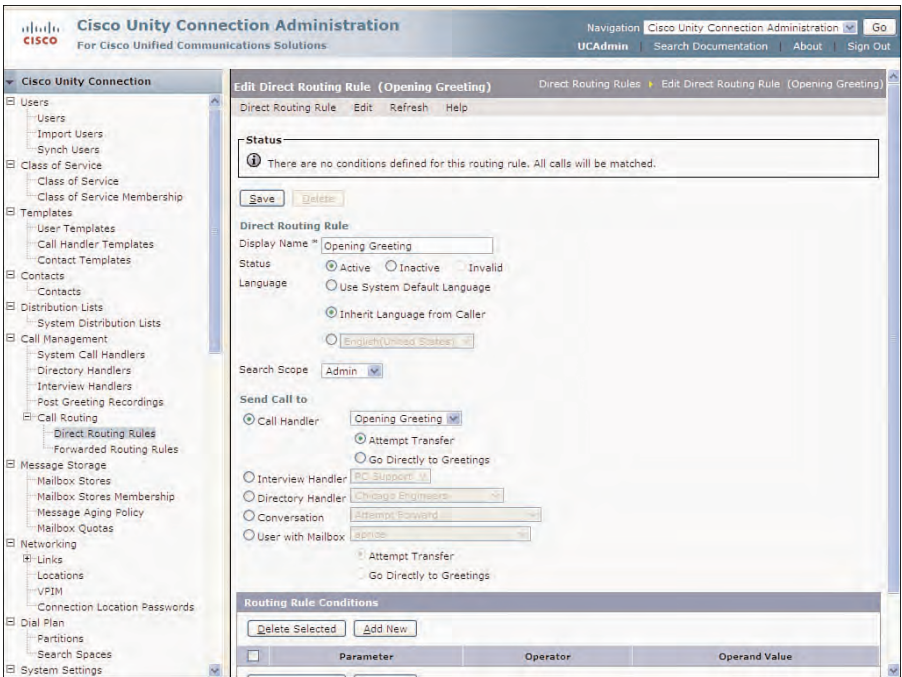 cisco
Cisco Unity Connection Administration
For Cisco Unified Communications Solutions
Navigation Cisco Unity Connection Administration Go
UCAdmin Search Documentation About Sign Out
Cisco Unity Connection
Users
Users
Import Users
Synch Users
Class of Service
Class of Service
Class of Service Membership
Templates
User Templates
Call Handler Templates
Contact Templates
Contacts
Contacts
Distribution Lists
System Distribution Lists
Call Management
System Call Handlers
Directory Handlers
Interview Handlers
Post Greeting Recordings
Call Routing
Direct Routing Rules
Forwarded Routing Rules
Message Storage
Mailbox Stores
Mailbox Stores Membership
Message Aging Policy
Mailbox Quotas
Networking
Links
Locations
VPIM
Connection Location Passwords
Dial Plan
Partitions
Search Spaces
System Settings
Edit Direct Routing Rule (Opening Greeting)
Direct Routing Rules Edit Direct Routing Rule (Opening Greeting)
Direct Routing Rule Edit Refresh Help
Status
There are no conditions defined for this routing rule. All calls will be matched.
Save Delete
Direct Routing Rule
Display Name * Opening Greeting
Status Active Inactive Invalid
Language Use System Default Language
Inherit Language from Caller
English(United States)
Search Scope Admin
Send Call to
Call Handler Opening Greeting
Attempt Transfer
Go Directly to Greetings
Interview Handler PC Support
Directory Handler Chicago Engineers
Conversation Attempt Forward
User with Mailbox aprice
Attempt Transfer
Go Directly to Greetings
Routing Rule Conditions
Delete Selected Add New
Parameter Operator Operand Value